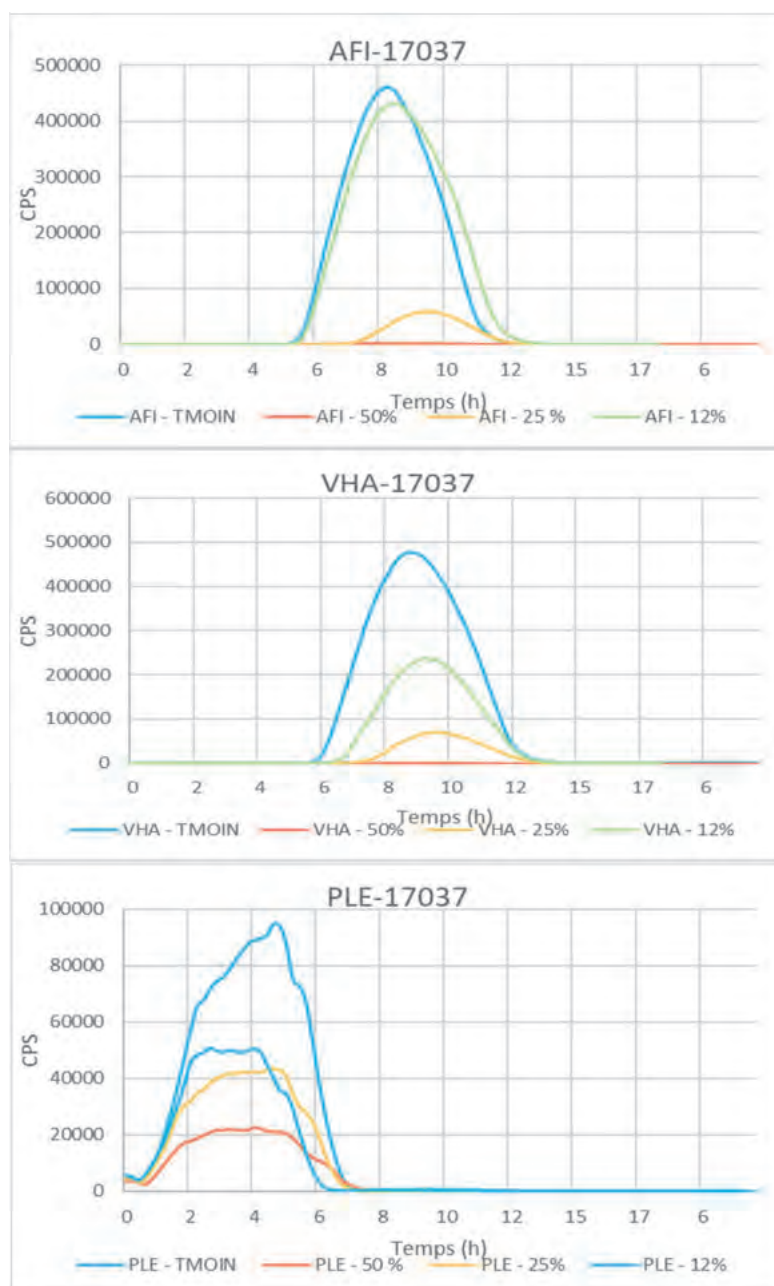 AFI-17037
500000
400000
300000
200000
100000
0
CPS
0 2 4 6 8 10 12 15 17 6
Temps (h)
AFI - TMOIN AFI - 50% AFI - 25 % AFI - 12%
VHA-17037
600000
500000
400000
300000
200000
100000
0
CPS
0 2 4 6 8 10 12 15 17 6
Temps (h)
VHA - TMOIN VHA - 50% VHA - 25% VHA - 12%
PLE-17037
100000
80000
60000
40000
20000
0
CPS
0 2 4 6 8 10 12 15 17 6
Temps (h)
PLE - TMOIN PLE - 50 % PLE - 25% PLE - 12%